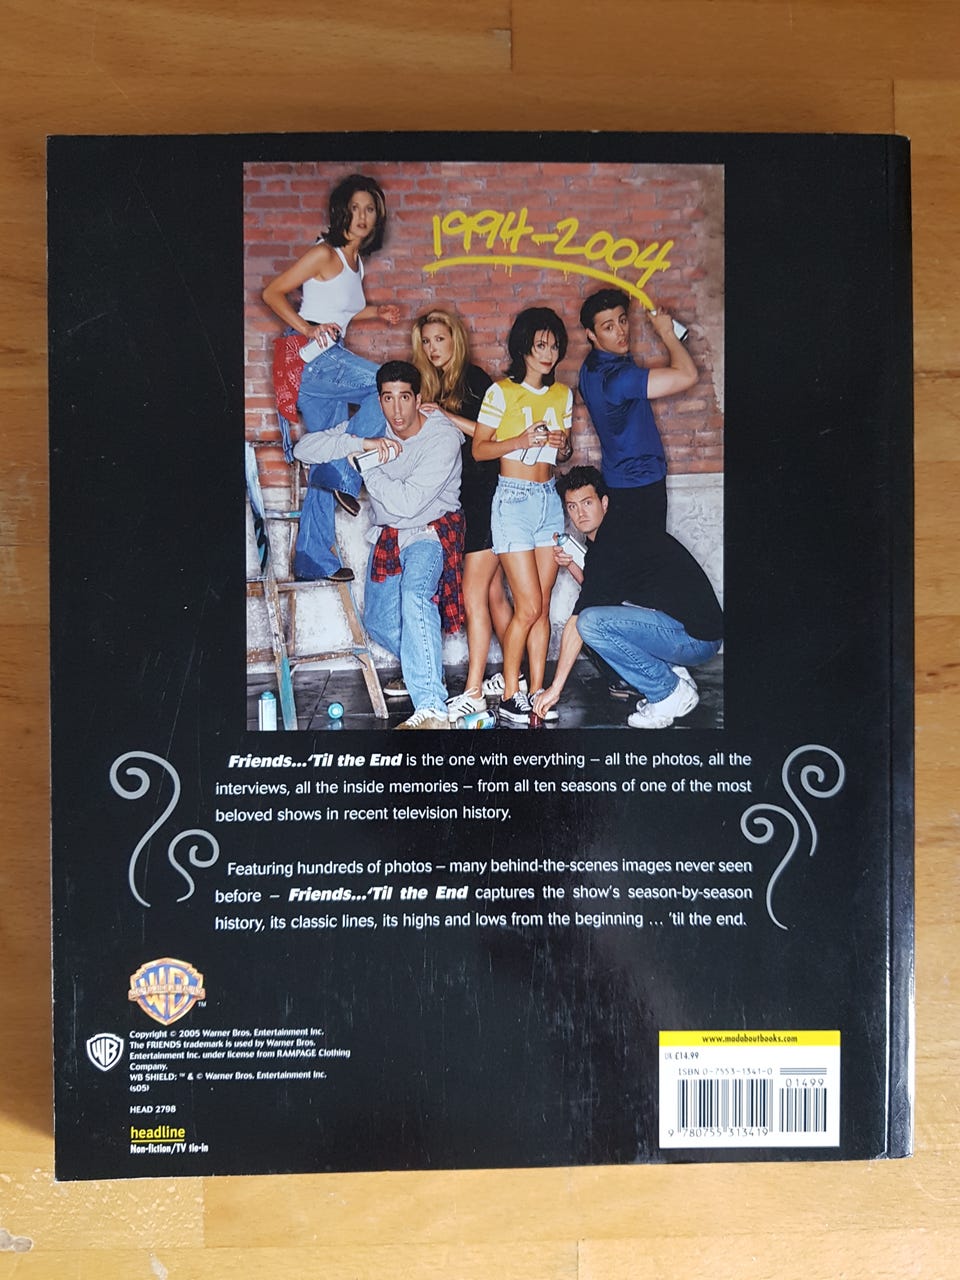 1994-2004
14
Friends...'Til the End is the one with everything – all the photos, all the
interviews, all the inside memories – from all ten seasons of one of the most
beloved shows in recent television history.
Featuring hundreds of photos – many behind-the-scenes images never seen
before – Friends...'Til the End captures the show's season-by-season
history, its classic lines, its highs and lows from the beginning ... 'til the end.
WB
TM
Copyright © 2005 Warner Bros. Entertainment Inc.
The FRIENDS trademark is used by Warner Bros.
Entertainment Inc. under license from RAMPAGE Clothing
Company.
WB SHIELD: ™ & © Warner Bros. Entertainment Inc.
(s05)
WB
HEAD 2798
headline
Non-fiction/TV tie-in
www.madaboutbooks.com
UK £14.99
ISBN 0-7553-1341-0
01499
9 780755 313419